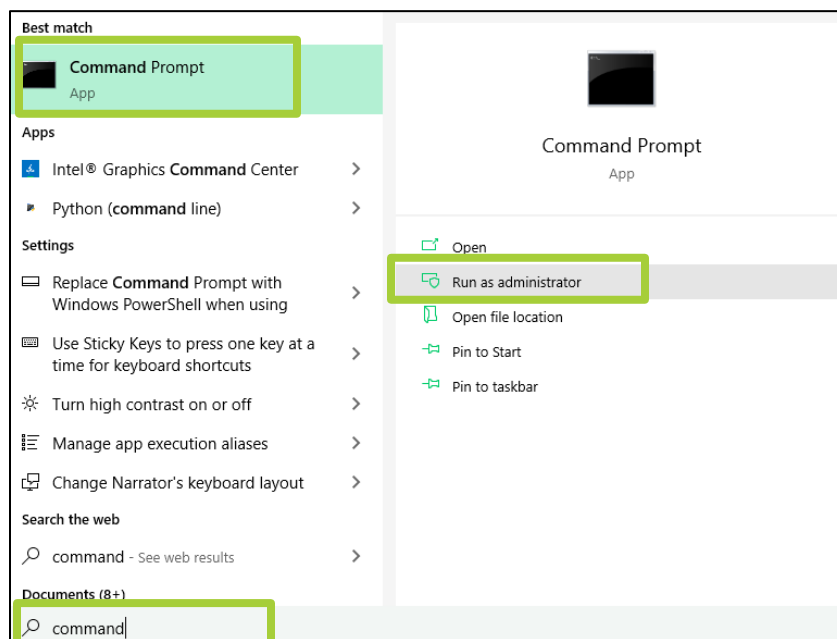 Best match
Command Prompt
App
Apps
Intel® Graphics Command Center
Python (command line)
Settings
Replace Command Prompt with
Windows PowerShell when using
Use Sticky Keys to press one key at a
time for keyboard shortcuts
Turn high contrast on or off
Manage app execution aliases
Change Narrator's keyboard layout
Search the web
command - See web results
Documents (8+)
command
Command Prompt
App
Open
Run as administrator
Open file location
Pin to Start
Pin to taskbar